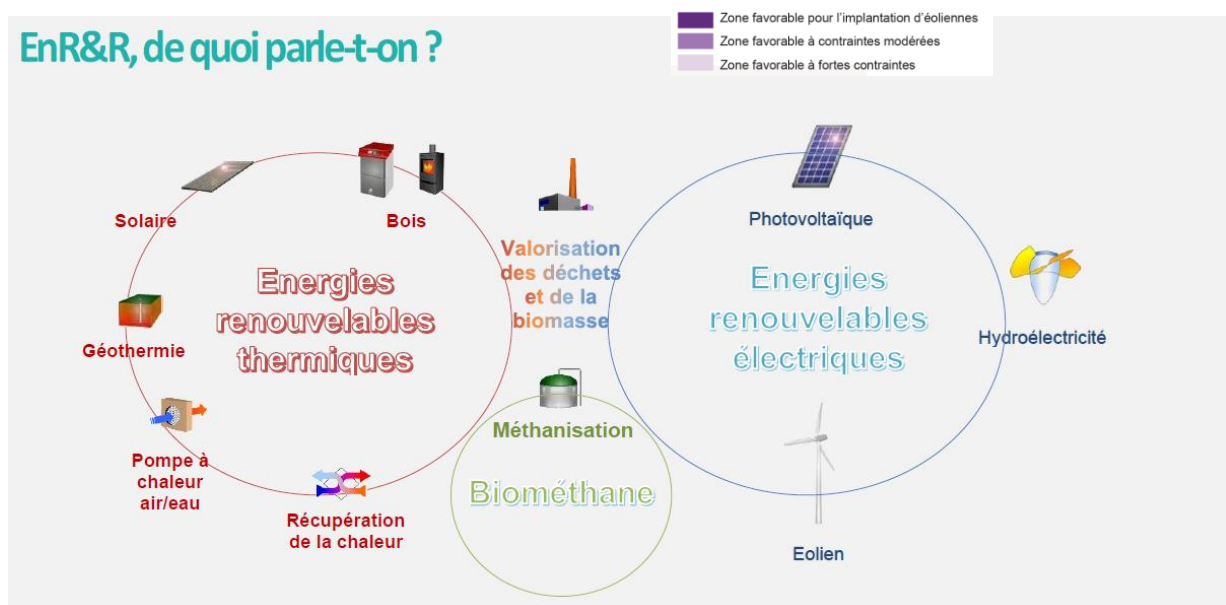 EnR&R, de quoi parle-t-on ?
Zone favorable pour l'implantation d'éoliennes
Zone favorable à contraintes modérées
Zone favorable à fortes contraintes
Solaire
Bois
Géothermie
Energies
renouvelables
thermiques
Pompe à
chaleur
air/eau
Récupération
de la chaleur
Valorisation
des déchets
et de la
biomasse
Méthanisation
Biométhane
Photovoltaïque
Energies
renouvelables
électriques
Hydroélectricité
Eolien